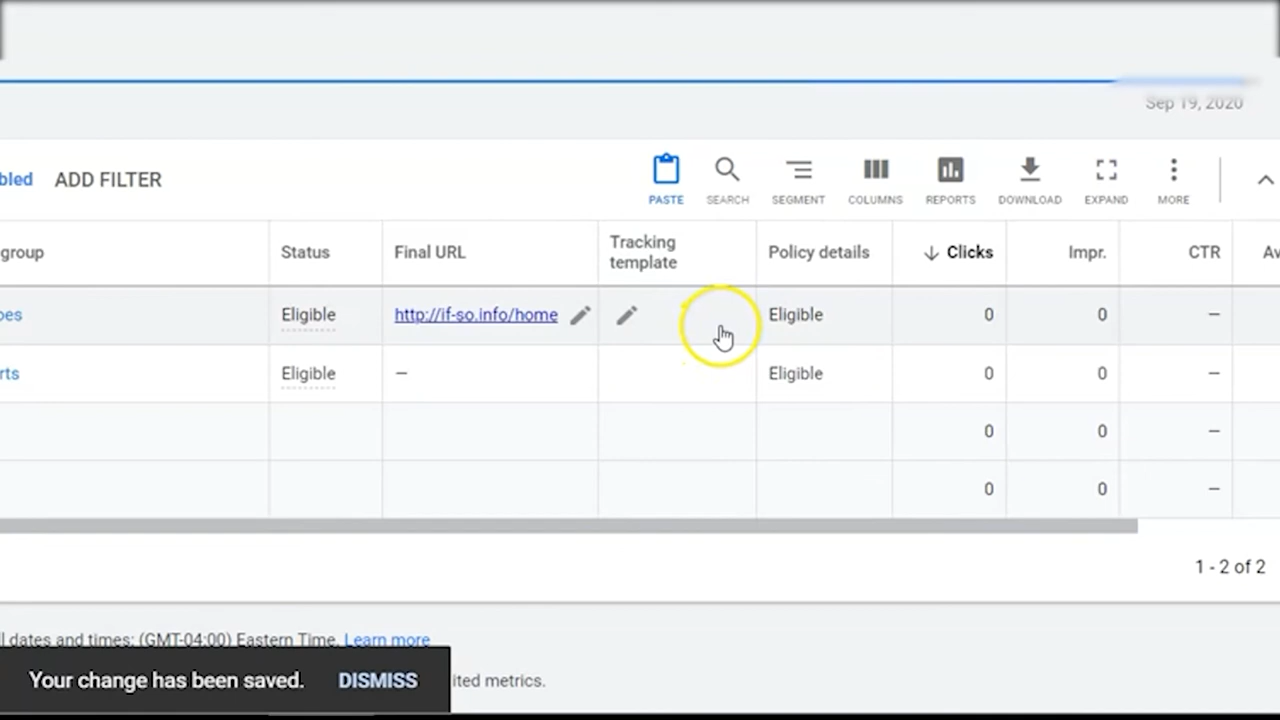 Sep 19, 2020
bled ADD FILTER
PASTE SEARCH SEGMENT COLUMNS REPORTS DOWNLOAD EXPAND MORE
group Status Final URL Tracking template Policy details Clicks Impr. CTR Av
oes Eligible http://if-so.info/home Eligible 0 0 –
rts Eligible – Eligible 0 0 –
0 0 –
0 0 –
1 - 2 of 2
ll dates and times: (GMT-04:00) Eastern Time. Learn more
Your change has been saved. DISMISS ited metrics.